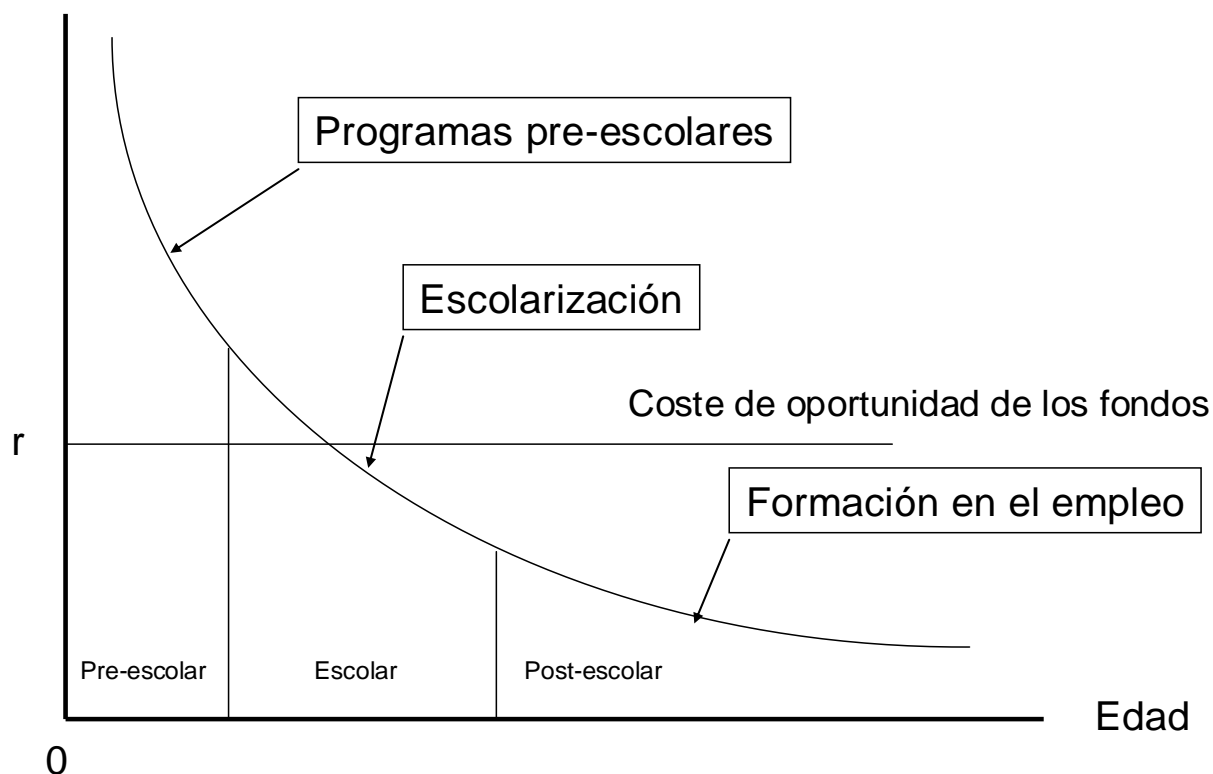 Programas pre-escolares
Escolarización
Coste de oportunidad de los fondos
r
Formación en el empleo
Pre-escolar
Escolar
Post-escolar
Edad
0